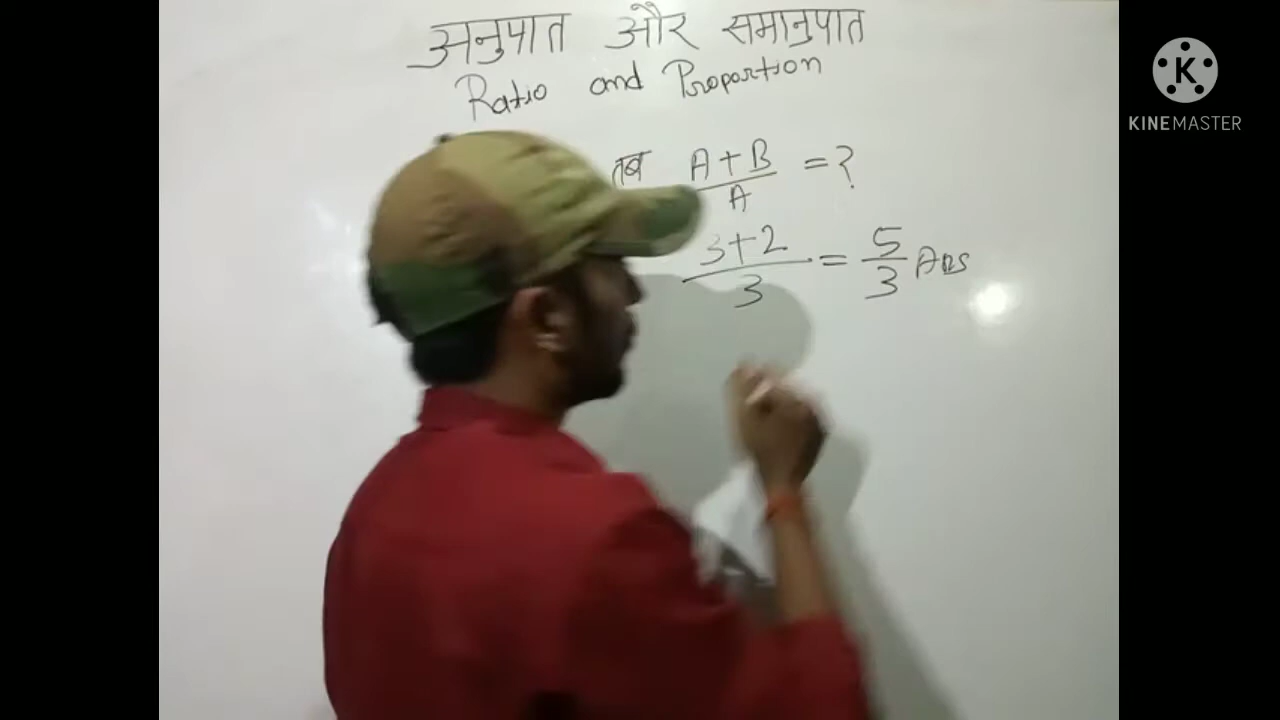 अनुपात और समानुपात
Ratio and Proportion
K
KINEMASTER
तब A + B / A = ?
3+2 / 3 = 5 / 3 Ans